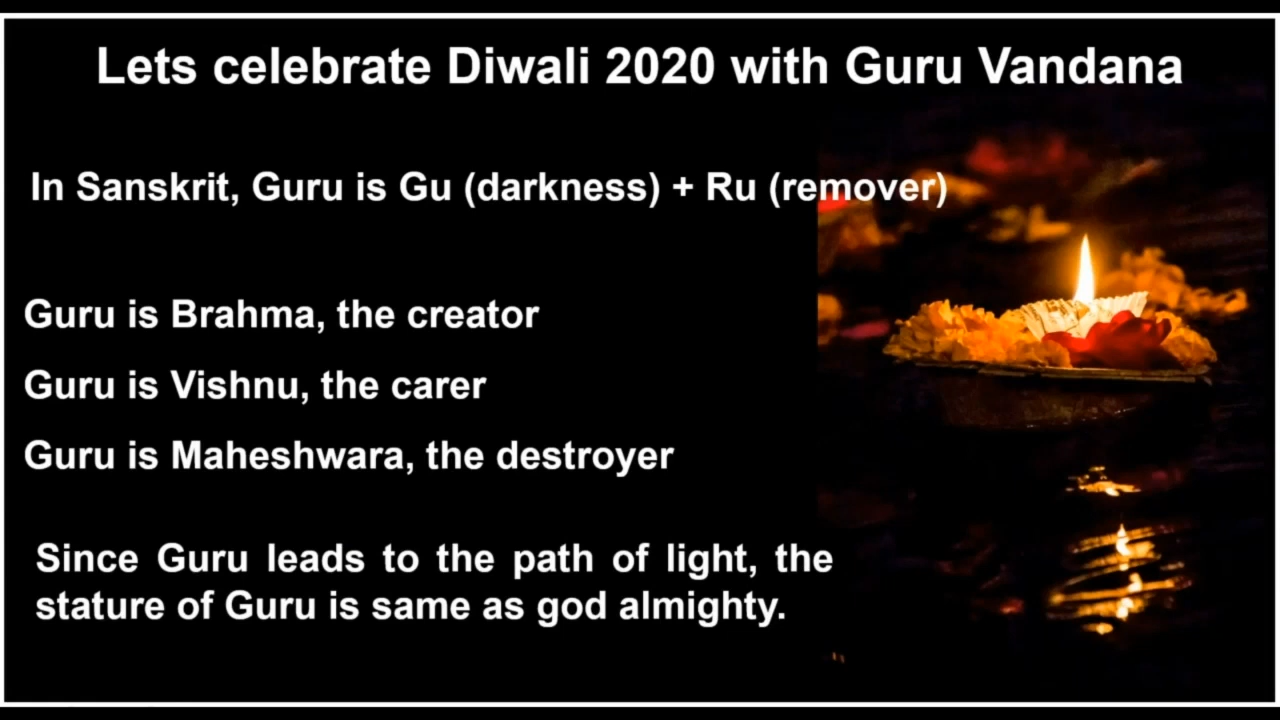 Lets celebrate Diwali 2020 with Guru Vandana
In Sanskrit, Guru is Gu (darkness) + Ru (remover)
Guru is Brahma, the creator
Guru is Vishnu, the carer
Guru is Maheshwara, the destroyer
Since Guru leads to the path of light, the
stature of Guru is same as god almighty.